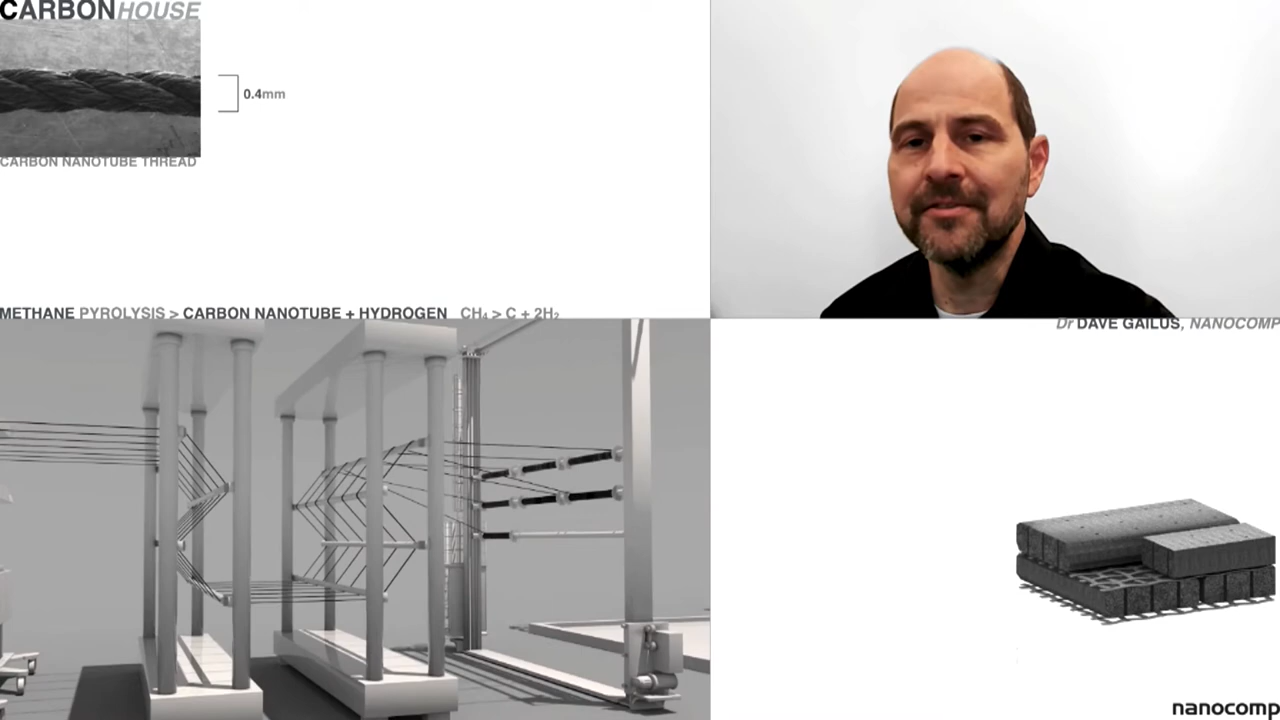 CARBONHOUSE
0.4mm
CARBON NANOTUBE THREAD
METHANE PYROLYSIS > CARBON NANOTUBE + HYDROGEN CH₄ > C + 2H₂
Dr DAVE GAILUS, NANOCOMP
nanocomp